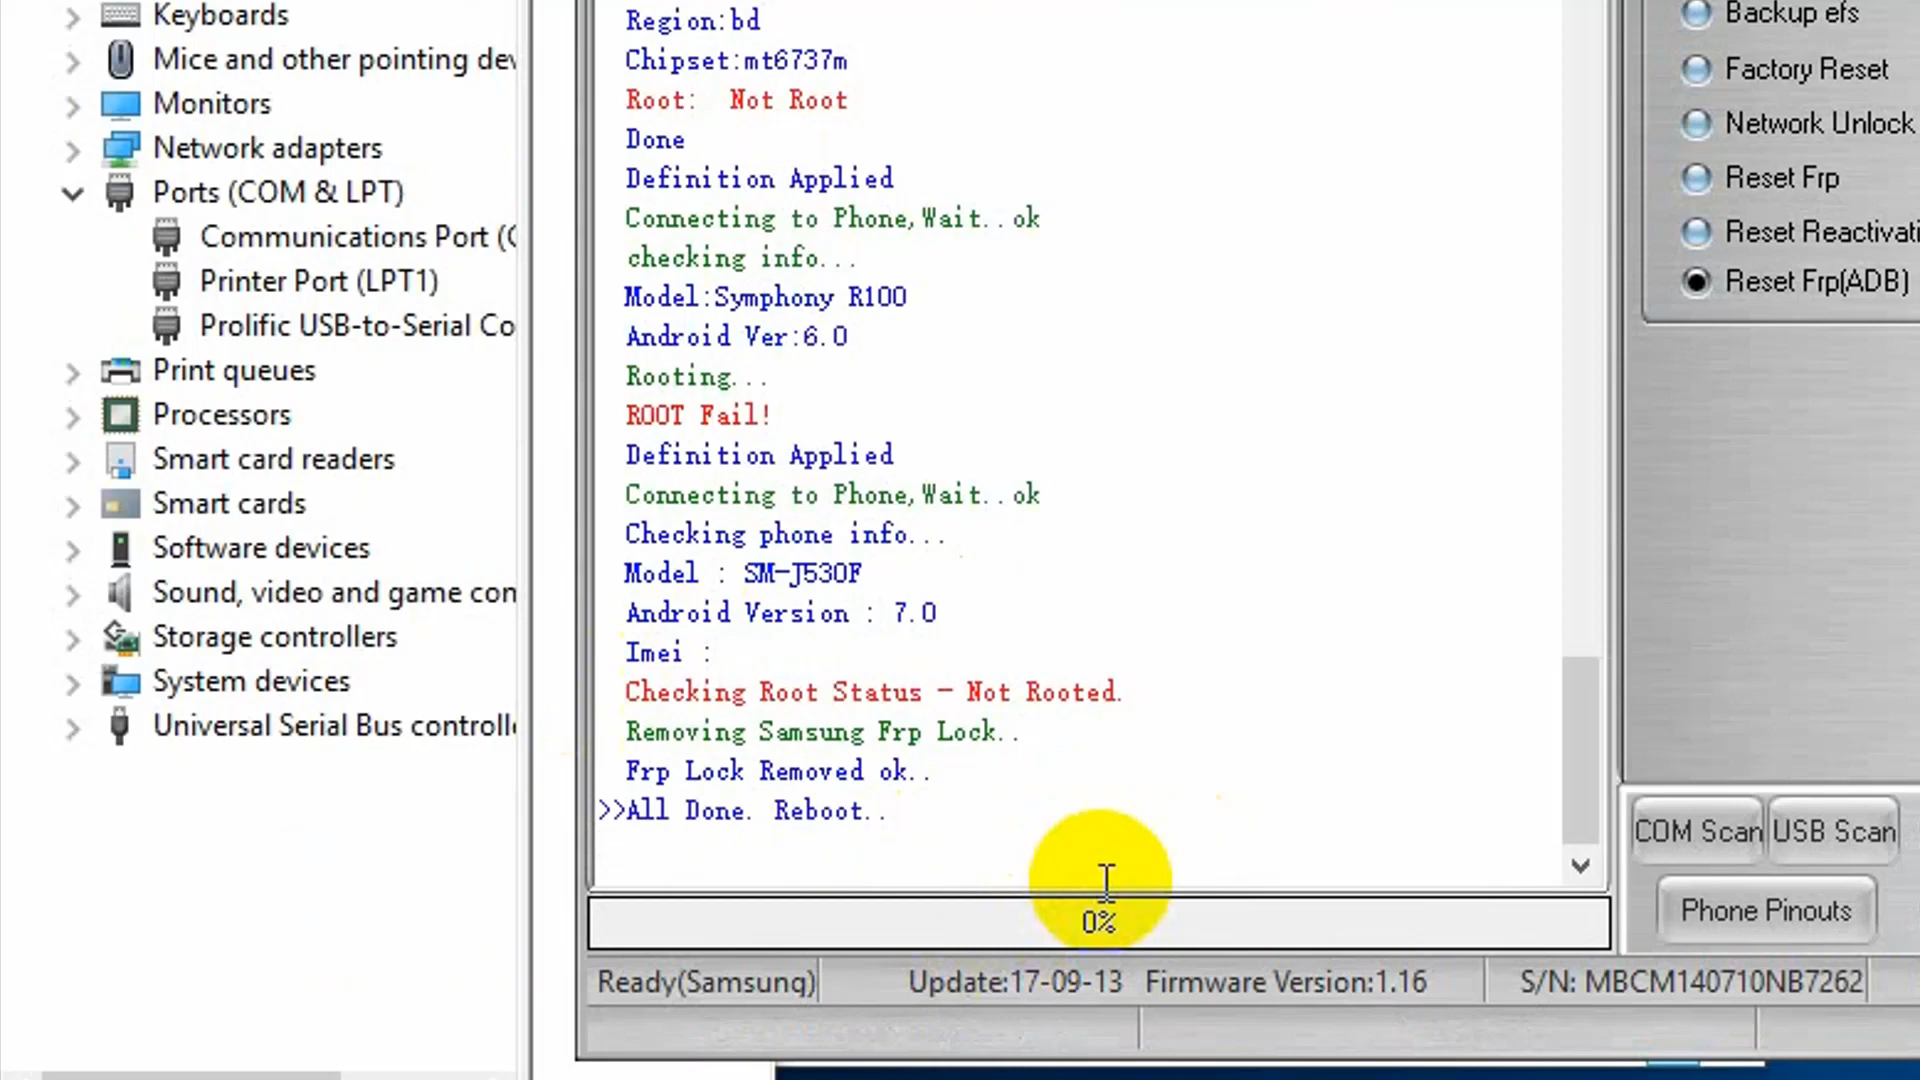 Keyboards
Mice and other pointing dev
Monitors
Network adapters
Ports (COM & LPT)
Communications Port (C
Printer Port (LPT1)
Prolific USB-to-Serial Co
Print queues
Processors
Smart card readers
Smart cards
Software devices
Sound, video and game con
Storage controllers
System devices
Universal Serial Bus controlle
Region:bd
Chipset:mt6737m
Root:  Not Root
Done
Definition Applied
Connecting to Phone,Wait..ok
checking info...
Model:Symphony R100
Android Ver:6.0
Rooting...
ROOT Fail!
Definition Applied
Connecting to Phone,Wait..ok
Checking phone info...
Model : SM-J530F
Android Version : 7.0
Imei :
Checking Root Status - Not Rooted.
Removing Samsung Frp Lock..
Frp Lock Removed ok..
>>All Done. Reboot..
0%
Ready(Samsung) Update:17-09-13 Firmware Version:1.16 S/N: MBCM140710NB7262
Backup efs
Factory Reset
Network Unlock
Reset Frp
Reset Reactivati
Reset Frp(ADB)
COM Scan USB Scan
Phone Pinouts